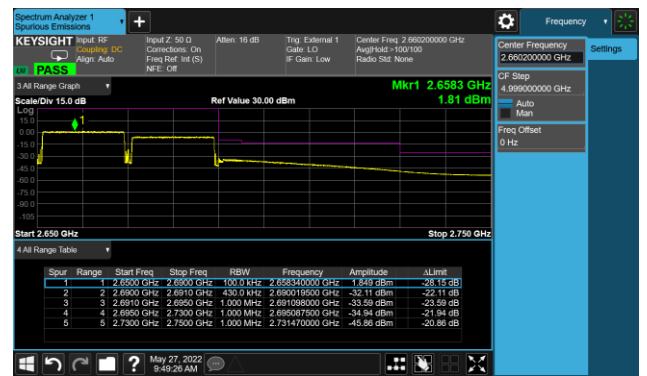 Spectrum Analyzer 1
Spurious Emissions
Frequency
KEYSIGHT
Input: RF
Coupling: DC
Align: Auto
Input Z: 50 Ω
Corrections: On
Freq Ref: Int (S)
NFE: Off
Atten: 16 dB
Trig: External 1
Gate: LO
IF Gain: Low
Center Freq: 2.660200000 GHz
Avg|Hold:>100/100
Radio Std: None
PASS
Center Frequency
2.660200000 GHz
Settings
CF Step
4.999000000 GHz
Auto
Man
Freq Offset
0 Hz
3 All Range Graph
Mkr1 2.6583 GHz
Scale/Div 15.0 dB
Ref Value 30.00 dBm
1.81 dBm
Log
15.0
0.00
-15.0
-30.0
-45.0
-60.0
-75.0
-90.0
-105
1
Start 2.650 GHz
Stop 2.750 GHz
4 All Range Table
Spur Range Start Freq Stop Freq RBW Frequency Amplitude ΔLimit
1 1 2.6500 GHz 2.6900 GHz 100.0 kHz 2.658340000 GHz 1.849 dBm -28.15 dB
2 2 2.6900 GHz 2.6910 GHz 430.0 kHz 2.690019500 GHz -32.11 dBm -22.11 dB
3 3 2.6910 GHz 2.6950 GHz 1.000 MHz 2.691098000 GHz -33.59 dBm -23.59 dB
4 4 2.6950 GHz 2.7300 GHz 1.000 MHz 2.695087500 GHz -34.94 dBm -21.94 dB
5 5 2.7300 GHz 2.7500 GHz 1.000 MHz 2.731470000 GHz -45.86 dBm -20.86 dB
May 27, 2022
9:49:26 AM